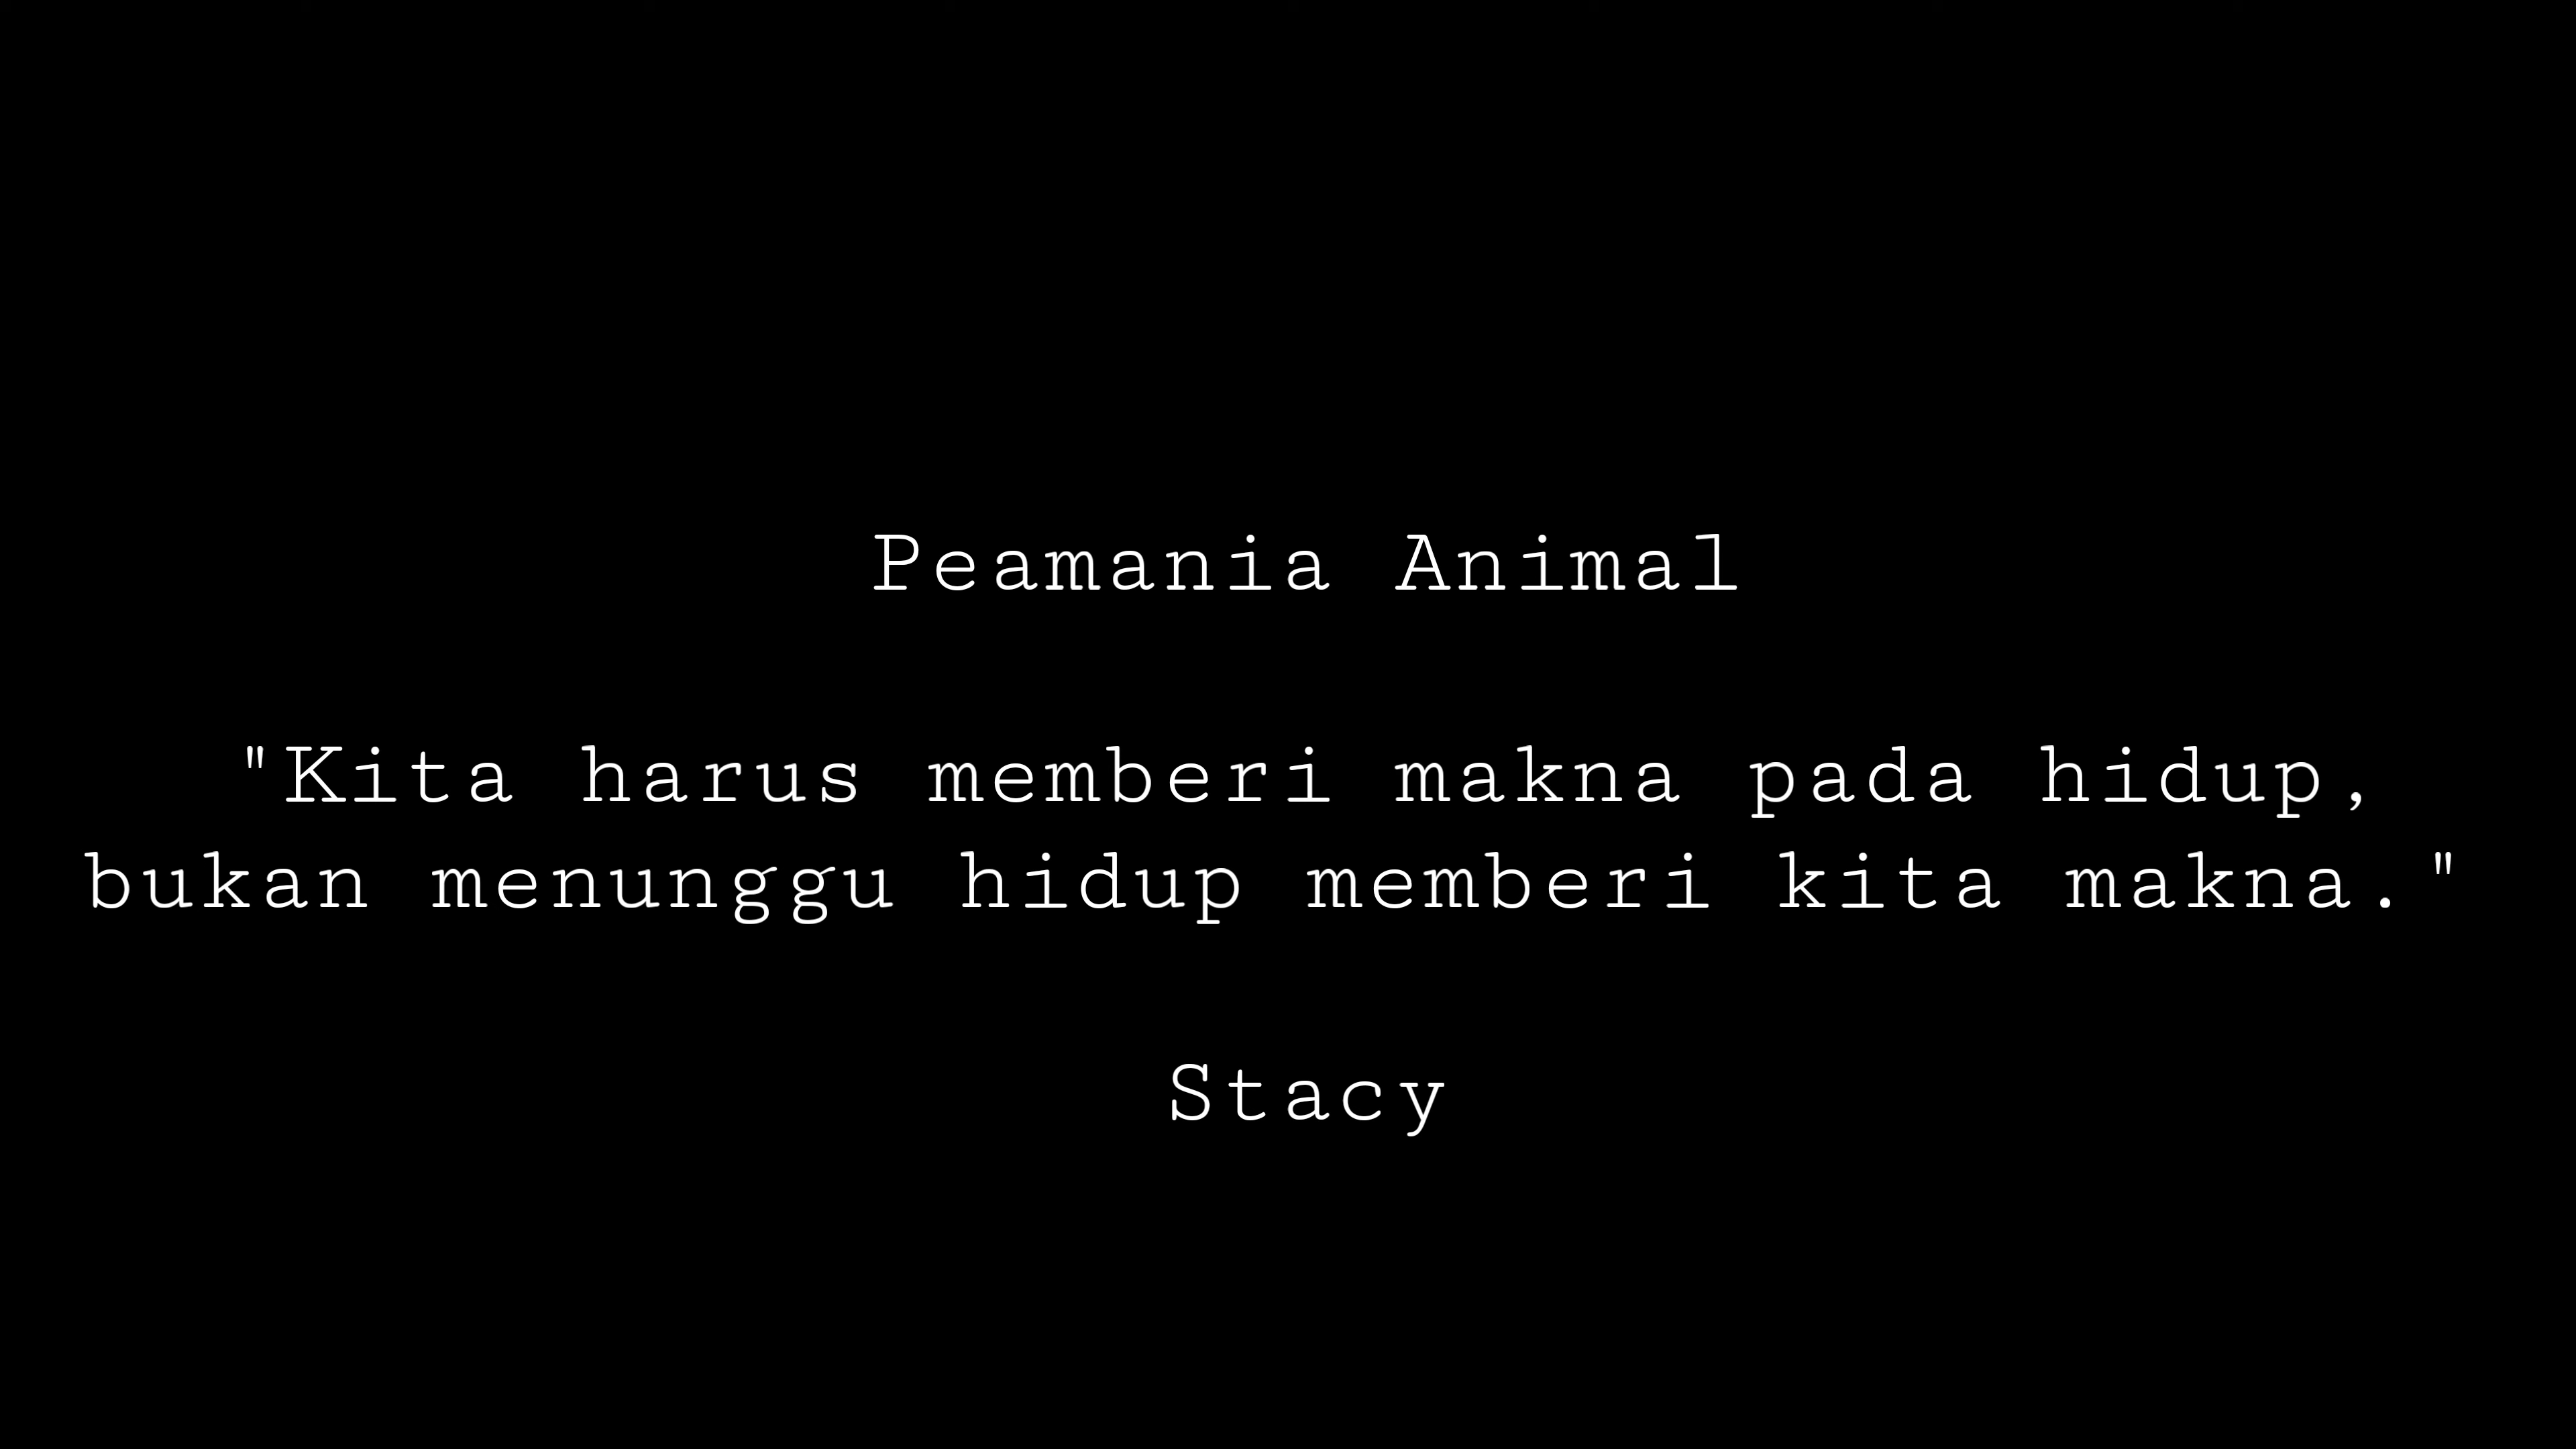 Peamania Animal
"Kita harus memberi makna pada hidup,
bukan menunggu hidup memberi kita makna."
Stacy